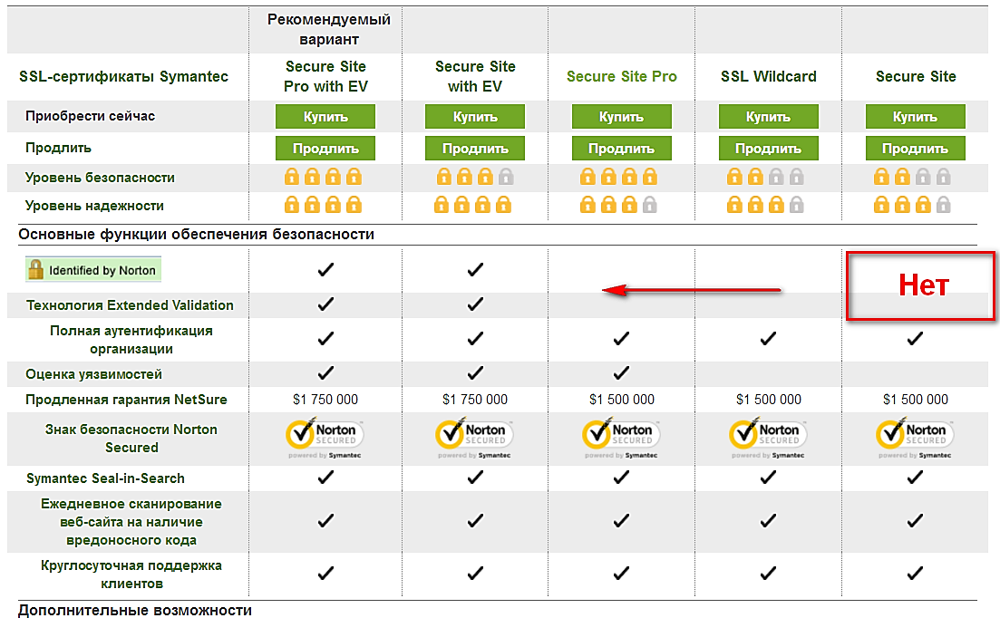 Рекомендуемый
вариант
SSL-сертификаты Symantec
Secure Site
Pro with EV
Secure Site
with EV
Secure Site Pro
SSL Wildcard
Secure Site
Приобрести сейчас
Купить
Купить
Купить
Купить
Купить
Продлить
Продлить
Продлить
Продлить
Продлить
Продлить
Уровень безопасности
Уровень надежности
Основные функции обеспечения безопасности
Identified by Norton
Нет
Технология Extended Validation
Полная аутентификация
организации
Оценка уязвимостей
Продленная гарантия NetSure
$1 750 000
$1 750 000
$1 500 000
$1 500 000
$1 500 000
Знак безопасности Norton
Secured
Norton
SECURED
powered by Symantec
Norton
SECURED
powered by Symantec
Norton
SECURED
powered by Symantec
Norton
SECURED
powered by Symantec
Norton
SECURED
powered by Symantec
Symantec Seal-in-Search
Ежедневное сканирование
веб-сайта на наличие
вредоносного кода
Круглосуточная поддержка
клиентов
Дополнительные возможности